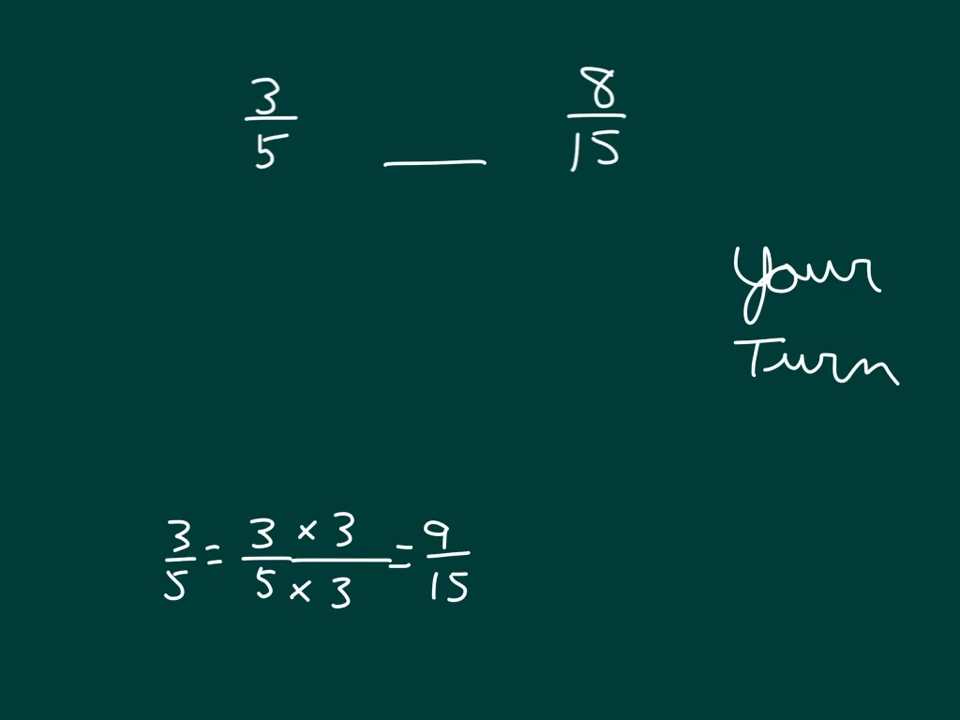 3/5 ___ 8/15
Your
Turn
3/5 = 3 × 3 / 5 × 3 = 9/15